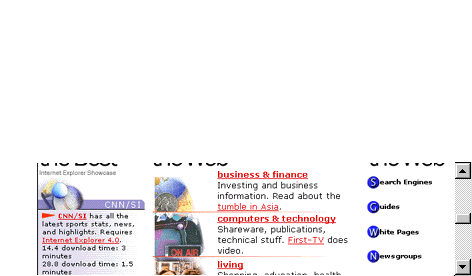 the Best
the Web
the Web
Internet Explorer Showcase
CNN/SI
CNN/SI has all the
latest sports stats, news,
and highlights. Requires
Internet Explorer 4.0.
14.4 download time: 3
minutes
28.8 download time: 1.5
minutes
business & finance
Investing and business
information. Read about the
tumble in Asia.
computers & technology
Shareware, publications,
technical stuff. First-TV does
video.
ON AIR
living
Shopping, education, health
Search Engines
Guides
White Pages
Newsgroups